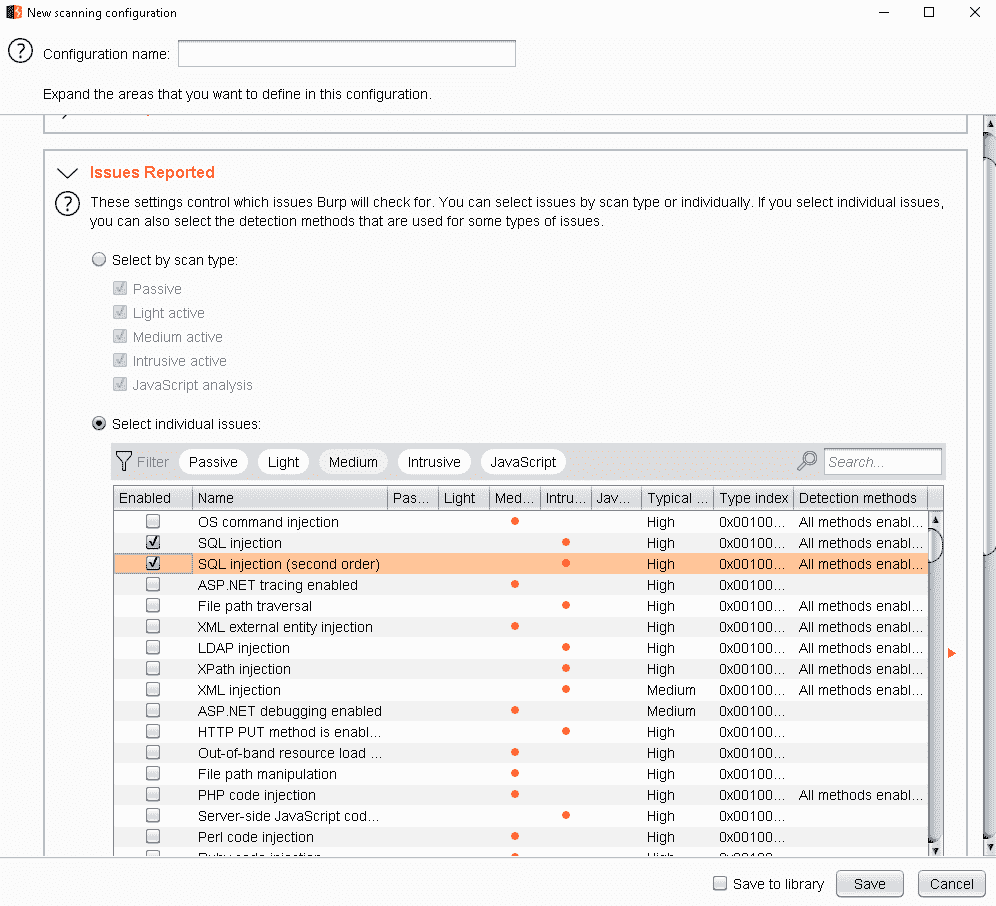 New scanning configuration
Configuration name:
Expand the areas that you want to define in this configuration.
Issues Reported
These settings control which issues Burp will check for. You can select issues by scan type or individually. If you select individual issues,
you can also select the detection methods that are used for some types of issues.
Select by scan type:
Passive
Light active
Medium active
Intrusive active
JavaScript analysis
Select individual issues:
Filter Passive Light Medium Intrusive JavaScript Search...
Enabled Name Pas... Light Med... Intru... Jav... Typical ... Type index Detection methods
OS command injection High 0x00100... All methods enabl...
SQL injection High 0x00100... All methods enabl...
SQL injection (second order) High 0x00100... All methods enabl...
ASP.NET tracing enabled High 0x00100...
File path traversal High 0x00100... All methods enabl...
XML external entity injection High 0x00100... All methods enabl...
LDAP injection High 0x00100... All methods enabl...
XPath injection High 0x00100... All methods enabl...
XML injection Medium 0x00100... All methods enabl...
ASP.NET debugging enabled Medium 0x00100...
HTTP PUT method is enabl... High 0x00100...
Out-of-band resource load ... High 0x00100...
File path manipulation High 0x00100...
PHP code injection High 0x00100... All methods enabl...
Server-side JavaScript cod... High 0x00100...
Perl code injection High 0x00100...
Save to library Save Cancel